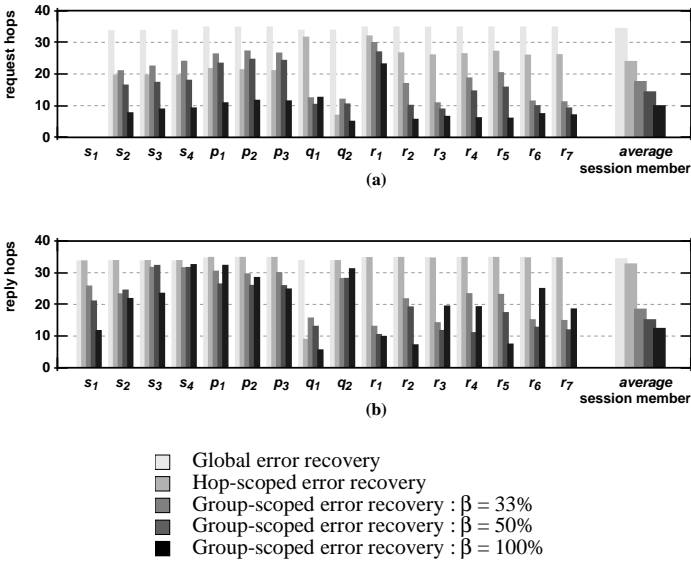 40
30
20
10
0
request hops
s1 s2 s3 s4 p1 p2 p3 q1 q2 r1 r2 r3 r4 r5 r6 r7 average
session member
(a)
40
30
20
10
0
reply hops
s1 s2 s3 s4 p1 p2 p3 q1 q2 r1 r2 r3 r4 r5 r6 r7 average
session member
(b)
Global error recovery
Hop-scoped error recovery
Group-scoped error recovery : β = 33%
Group-scoped error recovery : β = 50%
Group-scoped error recovery : β = 100%